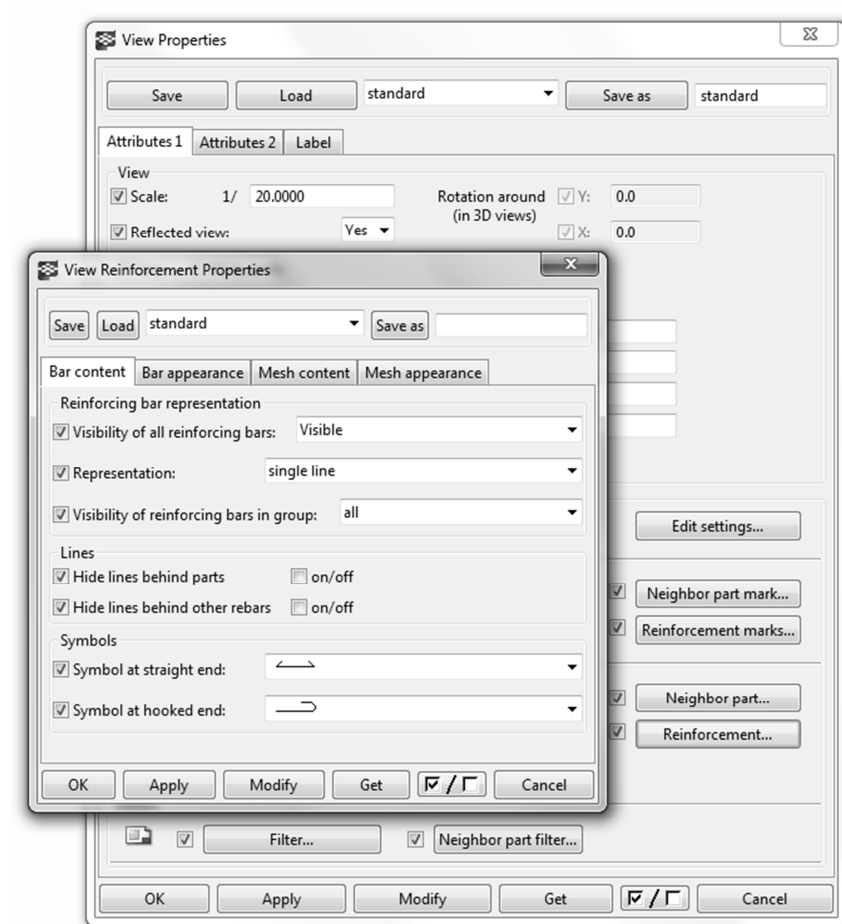 View Properties
Save Load standard Save as standard
Attributes 1 Attributes 2 Label
View
Scale: 1/ 20.0000 Rotation around Y: 0.0
(in 3D views)
Reflected view: Yes X: 0.0
View Reinforcement Properties
Save Load standard Save as
Bar content Bar appearance Mesh content Mesh appearance
Reinforcing bar representation
Visibility of all reinforcing bars: Visible
Representation: single line
Visibility of reinforcing bars in group: all
Edit settings...
Lines
Hide lines behind parts on/off
Neighbor part mark...
Hide lines behind other rebars on/off
Reinforcement marks...
Symbols
Symbol at straight end:
Neighbor part...
Symbol at hooked end:
Reinforcement...
OK Apply Modify Get / Cancel
Filter... Neighbor part filter...
OK Apply Modify Get / Cancel